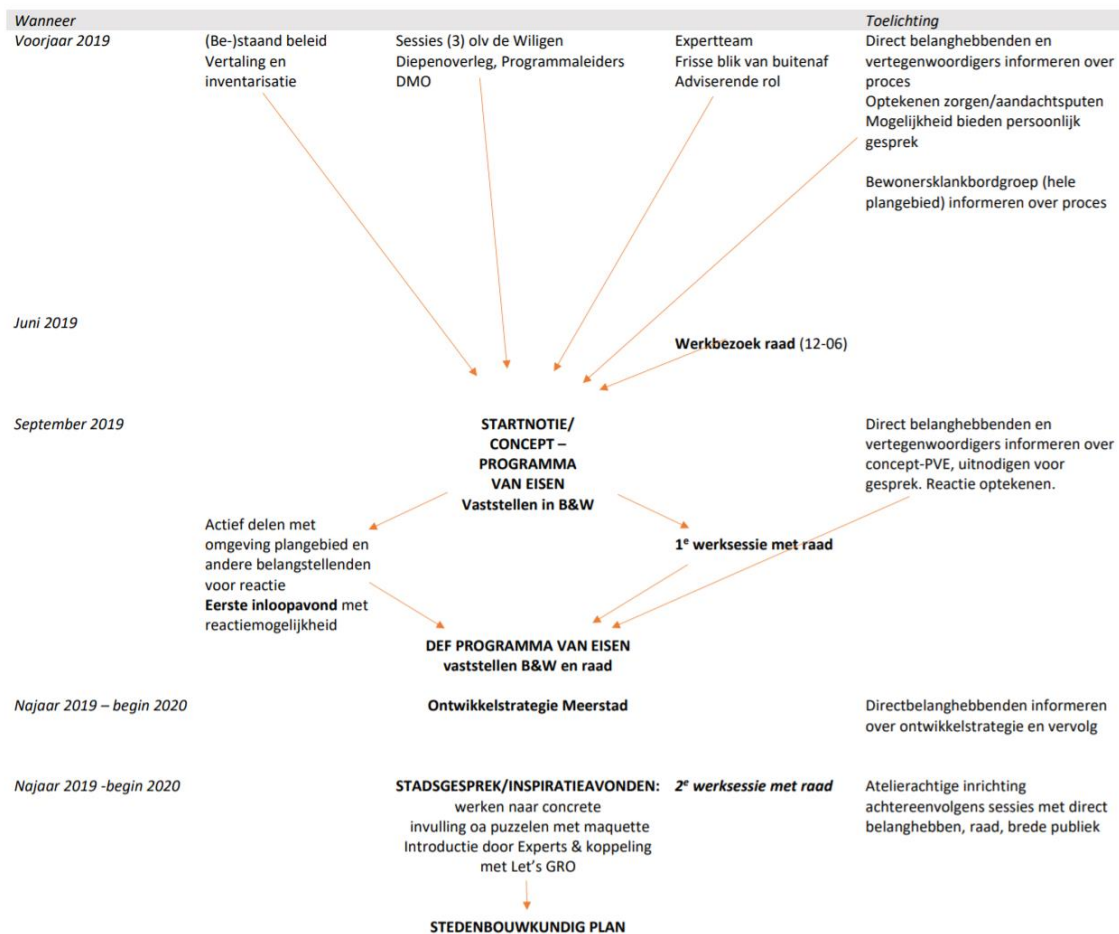 Wanneer
Toelichting
Voorjaar 2019
(Be-)staand beleid
Vertaling en
inventarisatie
Sessies (3) olv de Wiligen
Diepenoverleg, Programmaleiders
DMO
Expertteam
Frisse blik van buitenaf
Adviserende rol
Direct belanghebbenden en
vertegenwoordigers informeren over
proces
Optekenen zorgen/aandachtsputen
Mogelijkheid bieden persoonlijk
gesprek
Bewonersklankbordgroep (hele
plangebied) informeren over proces
Juni 2019
Werkbezoek raad (12-06)
September 2019
STARTNOTIE/
CONCEPT –
PROGRAMMA
VAN EISEN
Vaststellen in B&W
Direct belanghebbenden en
vertegenwoordigers informeren over
concept-PVE, uitnodigen voor
gesprek. Reactie optekenen.
Actief delen met
omgeving plangebied en
andere belangstellenden
voor reactie
Eerste inloopavond met
reactiemogelijkheid
1e werksessie met raad
DEF PROGRAMMA VAN EISEN
vaststellen B&W en raad
Najaar 2019 – begin 2020
Ontwikkelstrategie Meerstad
Directbelanghebbenden informeren
over ontwikkelstrategie en vervolg
Najaar 2019 -begin 2020
STADSGESPREK/INSPIRATIEAVONDEN:
werken naar concrete
invulling oa puzelen met maquette
Introductie door Experts & koppeling
met Let's GRO
2e werksessie met raad
Atelierachtige inrichting
achtereenvolgens sessies met direct
belanghebben, raad, brede publiek
STEDENBOUWKUNDIG PLAN